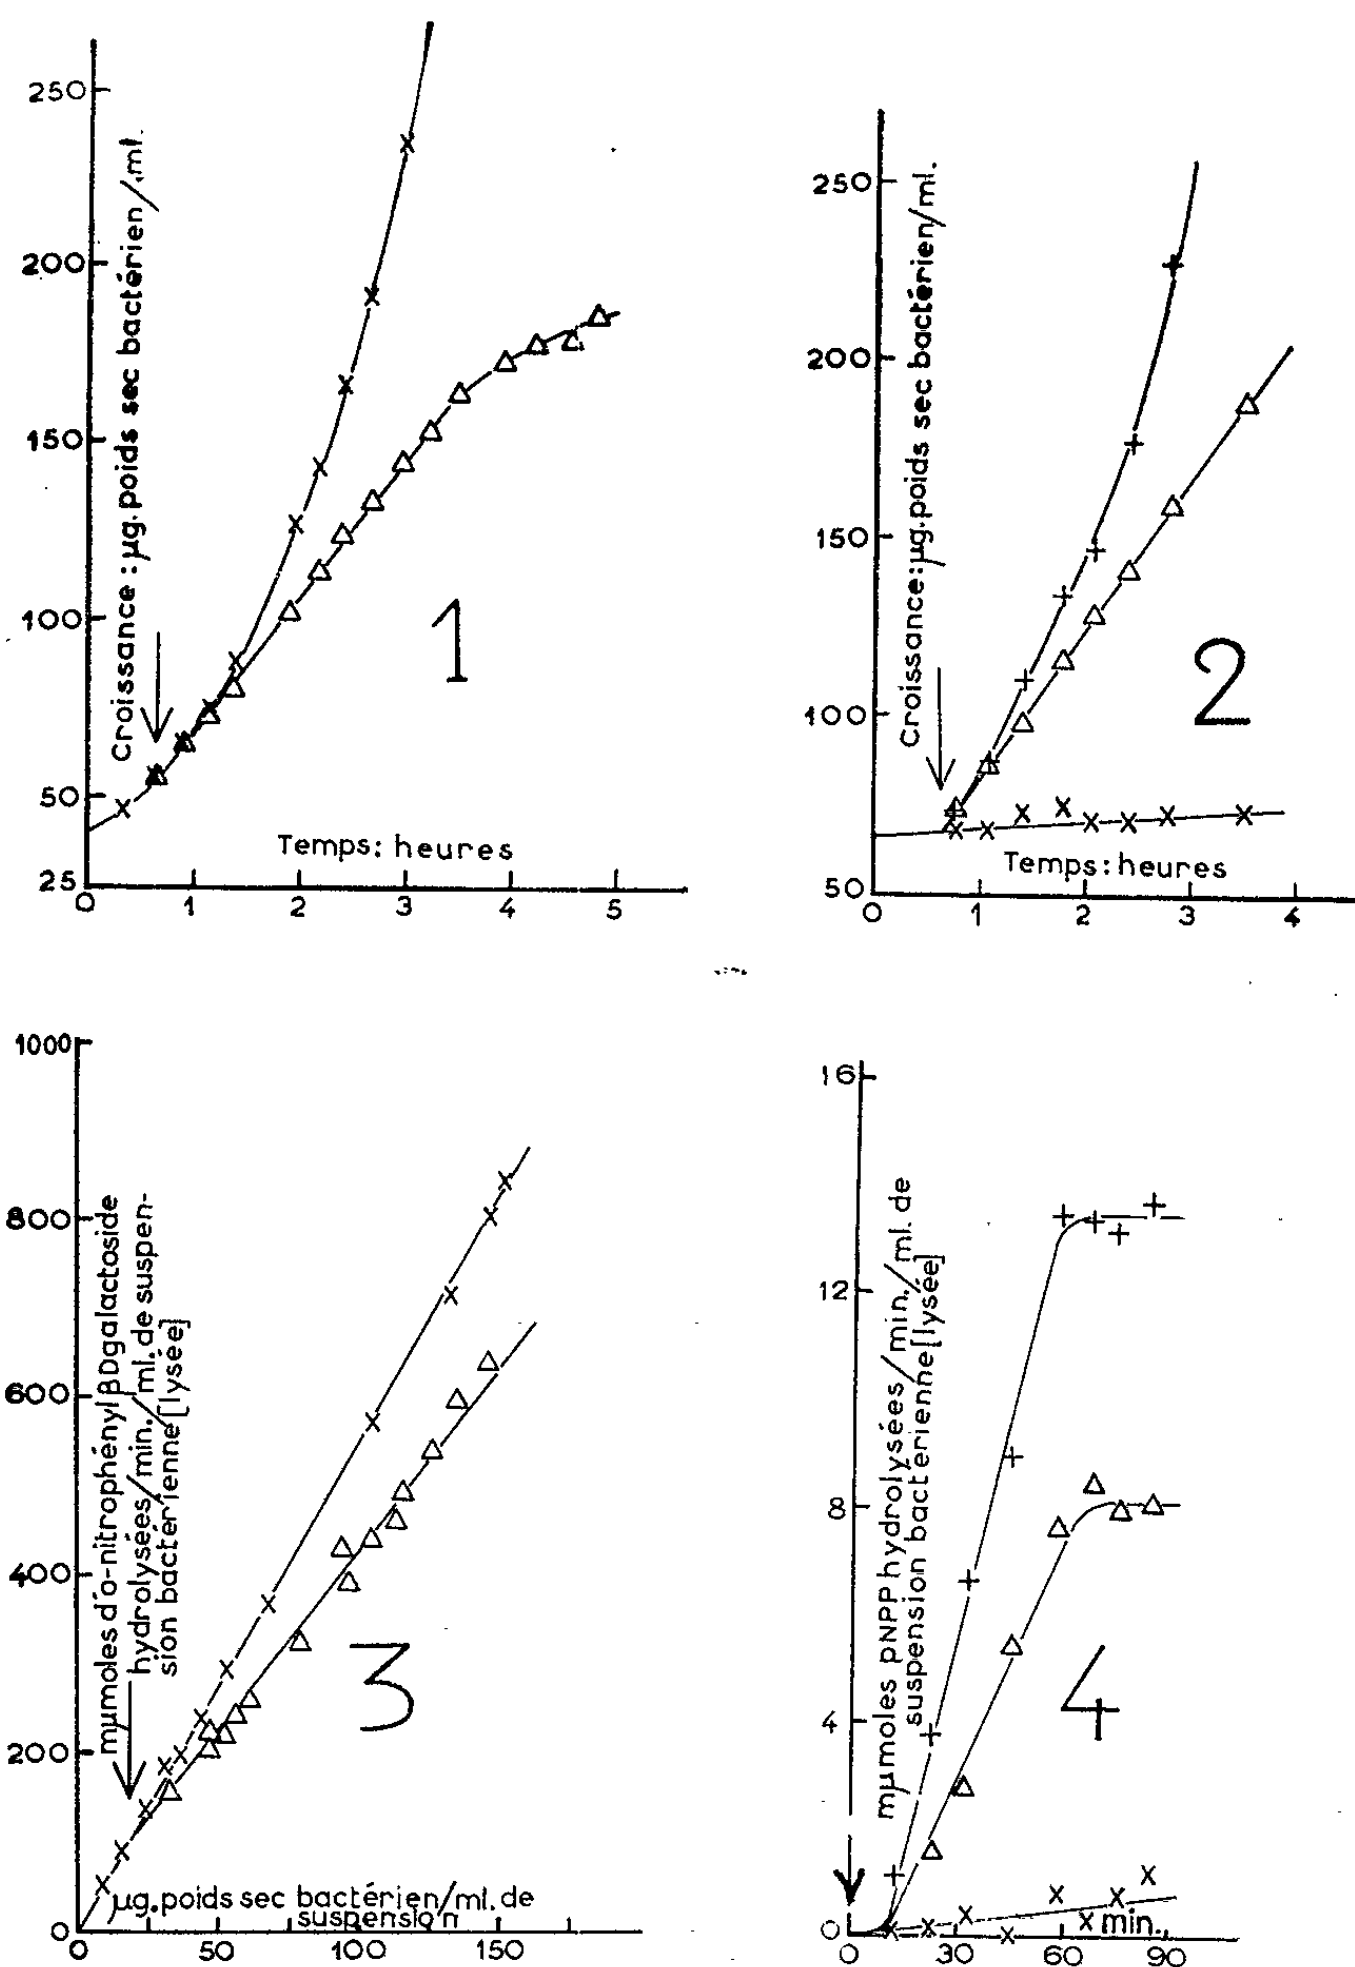 250
200
150
100
50
25
Croissance : µg. poids sec bactérien/ml.
1
Temps: heures
0 1 2 3 4 5
250
200
150
100
50
Croissance: µg. poids sec bactérien/ml.
2
Temps: heures
0 1 2 3 4
1000
800
600
400
200
0
mµmoles d'o-nitrophényl βDgalactoside
hydrolysées/min./ml. de suspen-
sion bactérienne [lysée]
3
µg. poids sec bactérien/ml. de
suspension
0 50 100 150
16
12
8
4
0
mµmoles pNPP hydrolysées/min./ml. de
suspension bactérienne [lysée]
4
min.
0 30 60 90